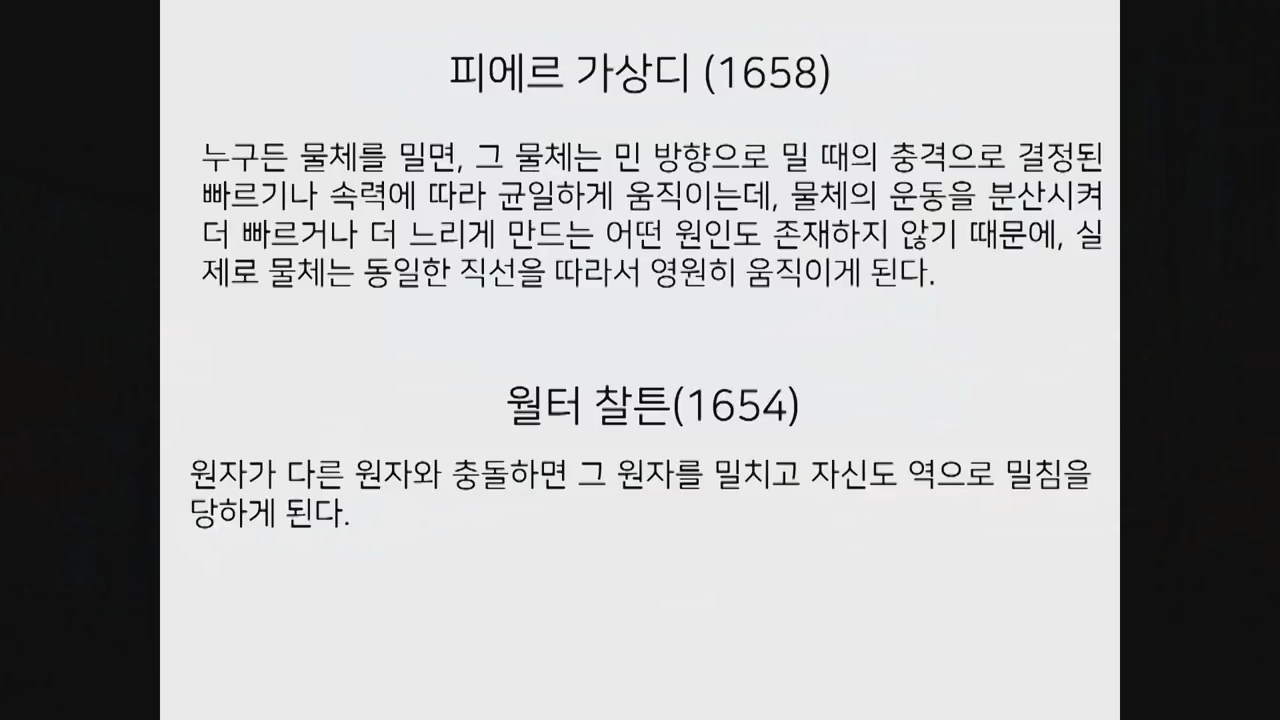 피에르 가상디 (1658)
누구든 물체를 밀면, 그 물체는 민 방향으로 밀 때의 충격으로 결정된
빠르기나 속력에 따라 균일하게 움직이는데, 물체의 운동을 분산시켜
더 빠르거나 더 느리게 만드는 어떤 원인도 존재하지 않기 때문에, 실
제로 물체는 동일한 직선을 따라서 영원히 움직이게 된다.
월터 찰튼(1654)
원자가 다른 원자와 충돌하면 그 원자를 밀치고 자신도 역으로 밀침을
당하게 된다.